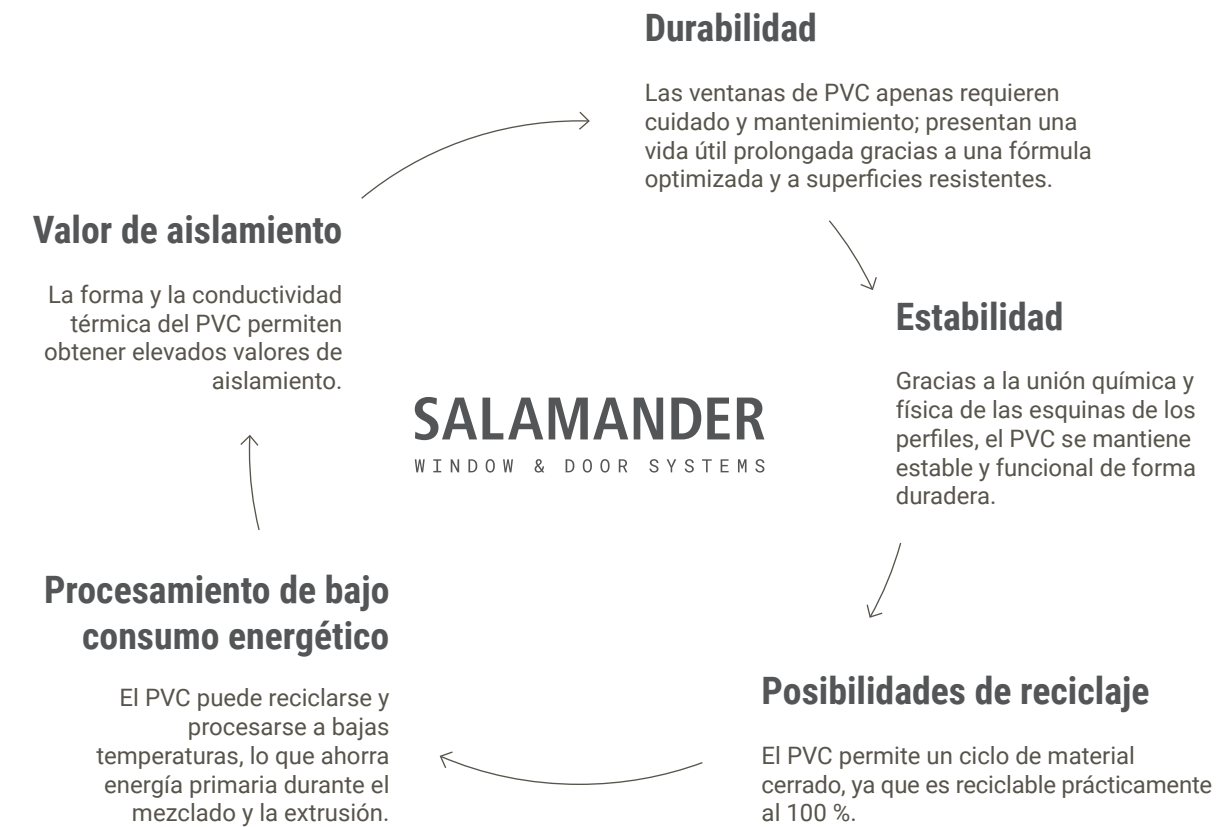 Durabilidad
Las ventanas de PVC apenas requieren
cuidado y mantenimiento; presentan una
vida útil prolongada gracias a una fórmula
optimizada y a superficies resistentes.
Estabilidad
Gracias a la unión química y
física de las esquinas de los
perfiles, el PVC se mantiene
estable y funcional de forma
duradera.
Posibilidades de reciclaje
El PVC permite un ciclo de material
cerrado, ya que es reciclable prácticamente
al 100 %.
Procesamiento de bajo
consumo energético
El PVC puede reciclarse y
procesarse a bajas
temperaturas, lo que ahorra
energía primaria durante el
mezclado y la extrusión.
Valor de aislamiento
La forma y la conductividad
térmica del PVC permiten
obtener elevados valores de
aislamiento.
SALAMANDER
WINDOW & DOOR SYSTEMS